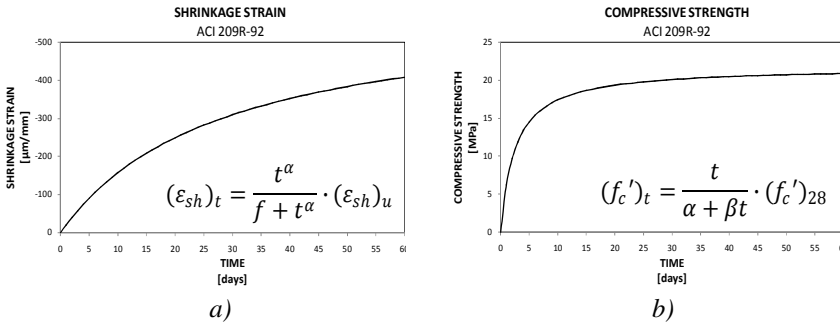 SHRINKAGE STRAIN
ACI 209R-92
SHRINKAGE STRAIN
[µm/mm]
-500
-400
-300
-200
-100
0
(ε_sh)_t = t^α / (f + t^α) · (ε_sh)_u
0 5 10 15 20 25 30 35 40 45 50 55 60
TIME
[days]
a)
COMPRESSIVE STRENGTH
ACI 209R-92
COMPRESSIVE STRENGTH
[MPa]
25
20
15
10
5
0
(f_c')_t = t / (α + βt) · (f_c')_28
0 5 10 15 20 25 30 35 40 45 50 55 60
TIME
[days]
b)